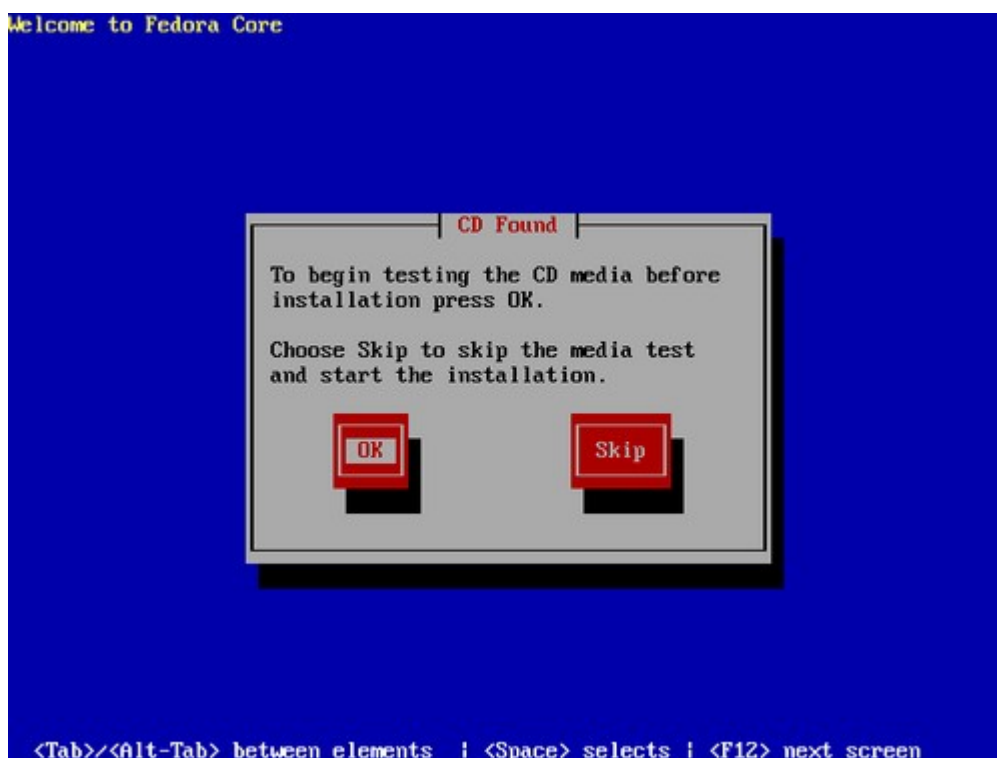 Welcome to Fedora Core
CD Found
To begin testing the CD media before
installation press OK.
Choose Skip to skip the media test
and start the installation.
OK Skip
<Tab>/<Alt-Tab> between elements | <Space> selects | <F12> next screen